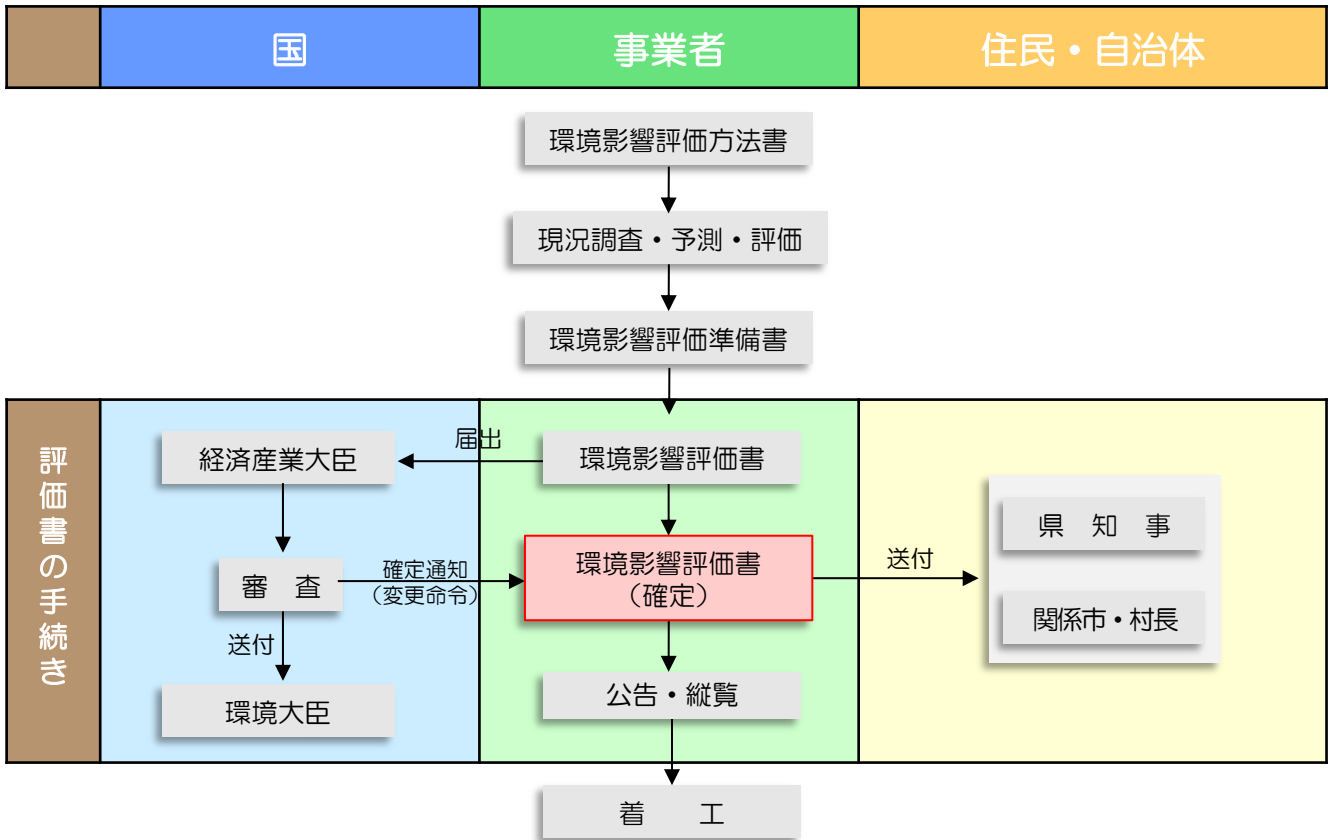 国
事業者
住民・自治体
環境影響評価方法書
現況調査・予測・評価
環境影響評価準備書
評価書の手続き
経済産業大臣
届出
環境影響評価書
審　査
確定通知
（変更命令）
環境影響評価書
（確定）
送付
県　知　事
関係市・村長
送付
環境大臣
公告・縦覧
着　　工